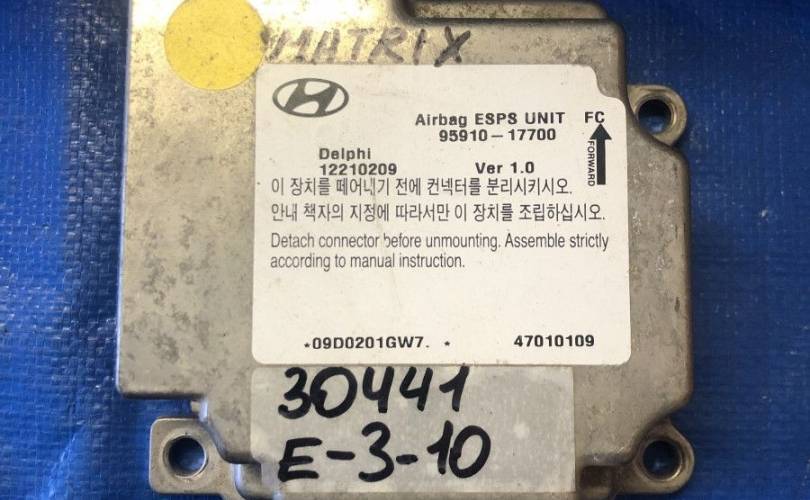 MATRIX
Airbag ESPS UNIT FC
95910-17700
FORWARD
Delphi
12210209 Ver 1.0
이 장치를 떼어내기 전에 컨넥터를 분리시키시오.
안내 책자의 지정에 따라서만 이 장치를 조립하십시오.
Detach connector before unmounting. Assemble strictly
according to manual instruction.
*09D0201GW7. * 47010109
30441
E-3-10